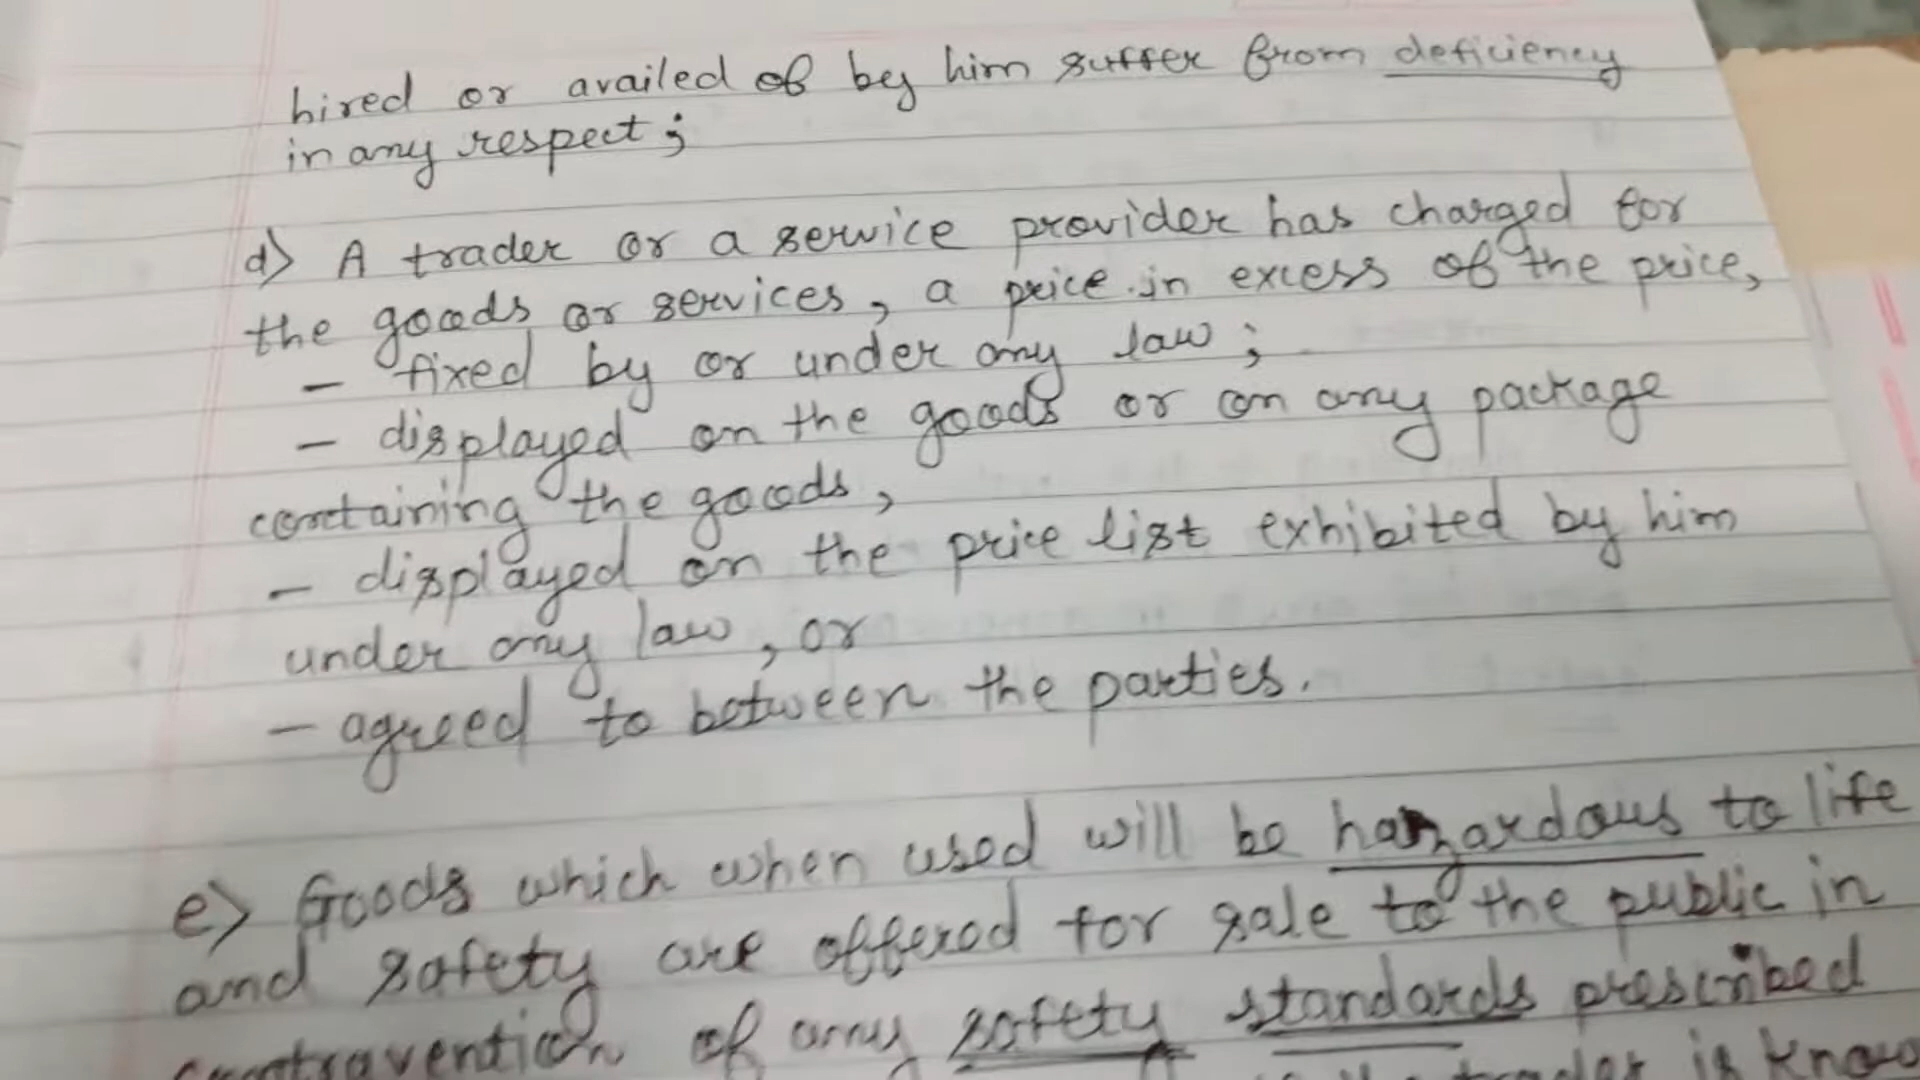 hired or availed of by him suffer from deficiency
in any respect;
d) A trader or a service provider has charged for
the goods or services, a price in excess of the price,
- fixed by or under any law;
- displayed on the goods or on any package
containing the goods,
- displayed on the price list exhibited by him
under any law, or
- agreed to between the parties.
e) Goods which when used will be hazardous to life
and safety are offered for sale to the public in
contravention of any safety standards prescribed
trader is know